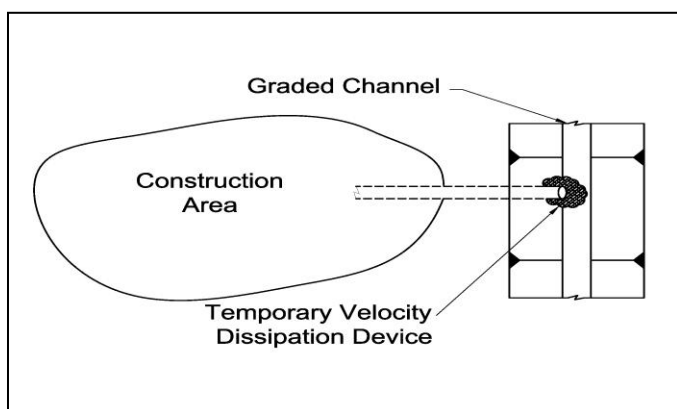 Graded Channel
Construction
Area
Temporary Velocity
Dissipation Device